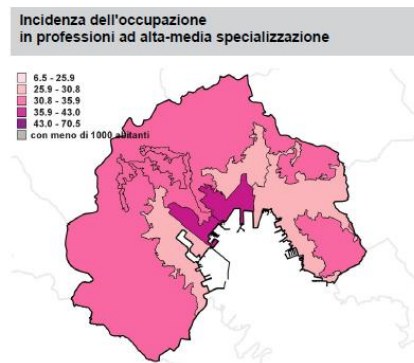 Incidenza dell'occupazione
in professioni ad alta-media specializzazione
6.5 - 25.9
25.9 - 30.8
30.8 - 35.9
35.9 - 43.0
43.0 - 70.5
con meno di 1000 abitanti